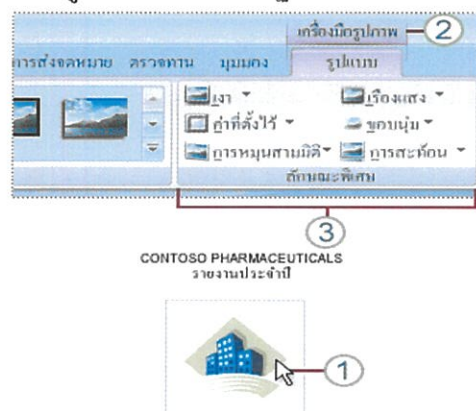 เครื่องมือรูปภาพ 2
การส่งจดหมาย ตรวจทาน มุมมอง รูปแบบ
เงา เรืองแสง
ค่าที่ตั้งไว้ ขอบนุ่ม
การหมุนสามมิติ การสะท้อน
ลักษณะพิเศษ
3
CONTOSO PHARMACEUTICALS
รายงานประจำปี
1